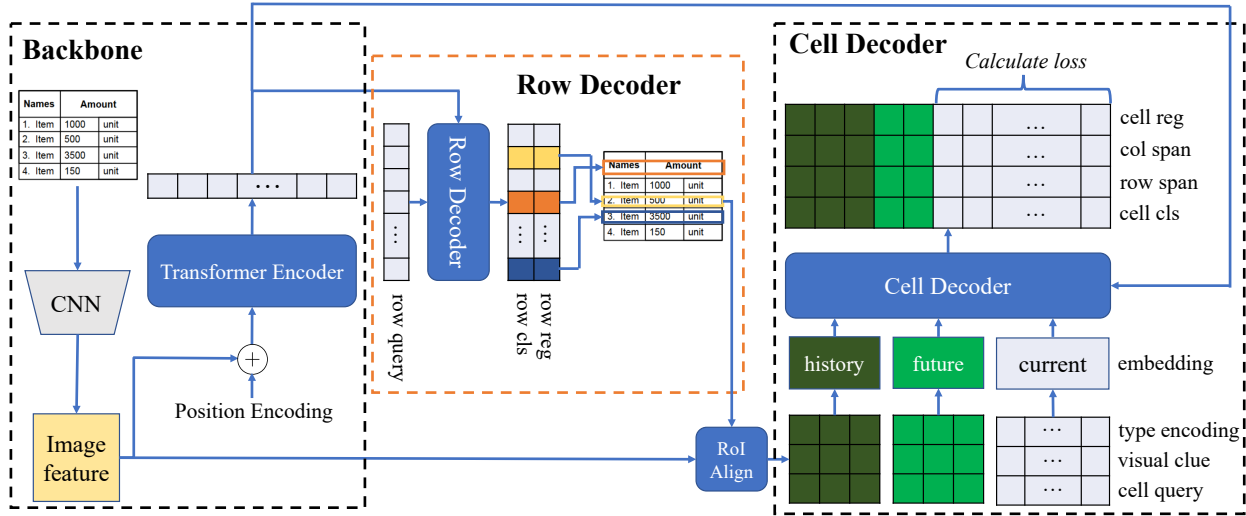 Backbone
Names Amount
1. Item 1000 unit
2. Item 500 unit
3. Item 3500 unit
4. Item 150 unit
...
Transformer Encoder
CNN
+
Position Encoding
Image
feature
Row Decoder
row query
...
Row Decoder
row cls
row reg
... ...
Names Amount
1. Item 1000 unit
2. Item 500 unit
3. Item 3500 unit
4. Item 150 unit
RoI
Align
Cell Decoder
Calculate loss
... cell reg
col span
... row span
... cell cls
Cell Decoder
history future current embedding
... type encoding
... visual clue
... cell query